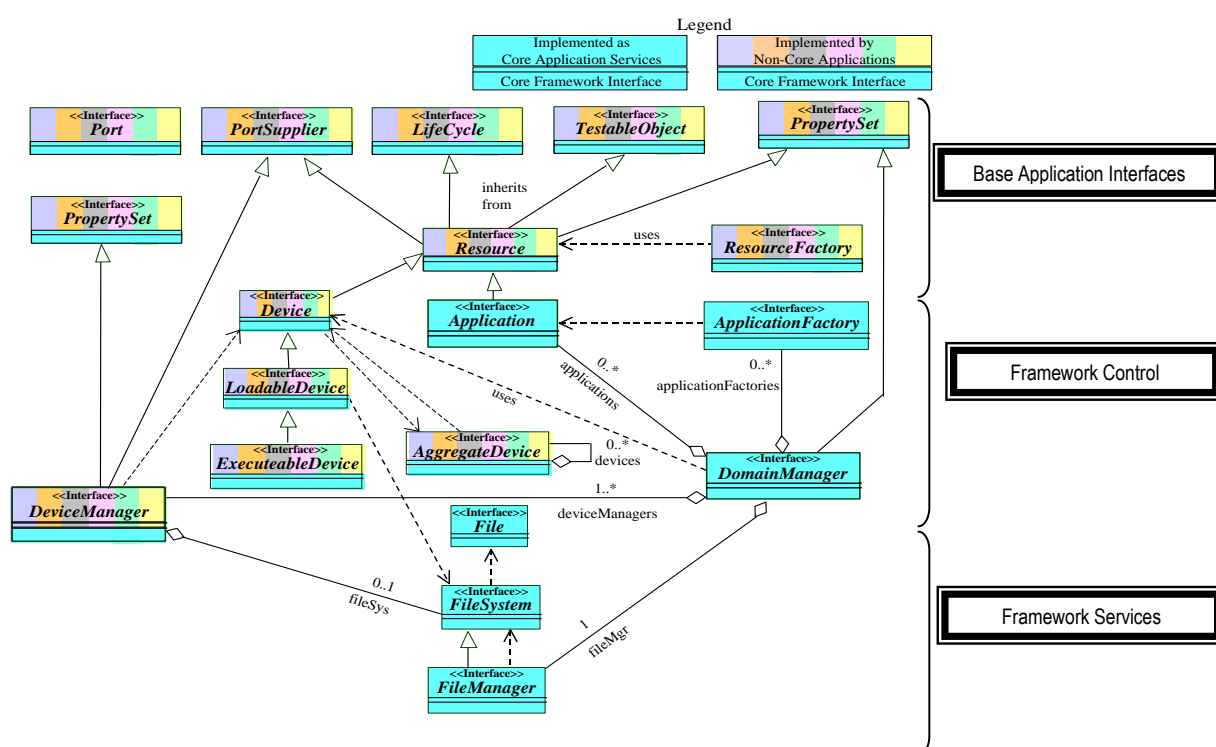 Legend
Implemented as
Core Application Services
Core Framework Interface
Implemented by
Non-Core Applications
Core Framework Interface
<<Interface>>
Port
<<Interface>>
PortSupplier
<<Interface>>
LifeCycle
<<Interface>>
TestableObject
<<Interface>>
PropertySet
Base Application Interfaces
inherits
from
<<Interface>>
PropertySet
<<Interface>>
Resource
uses
<<Interface>>
ResourceFactory
<<Interface>>
Device
<<Interface>>
Application
<<Interface>>
ApplicationFactory
0..*
applications
0..*
applicationFactories
Framework Control
<<Interface>>
LoadableDevice
uses
<<Interface>>
ExecuteableDevice
<<Interface>>
AggregateDevice
0..*
devices
<<Interface>>
DomainManager
<<Interface>>
DeviceManager
1..*
deviceManagers
<<Interface>>
File
0..1
fileSys
<<Interface>>
FileSystem
1
fileMgr
Framework Services
<<Interface>>
FileManager